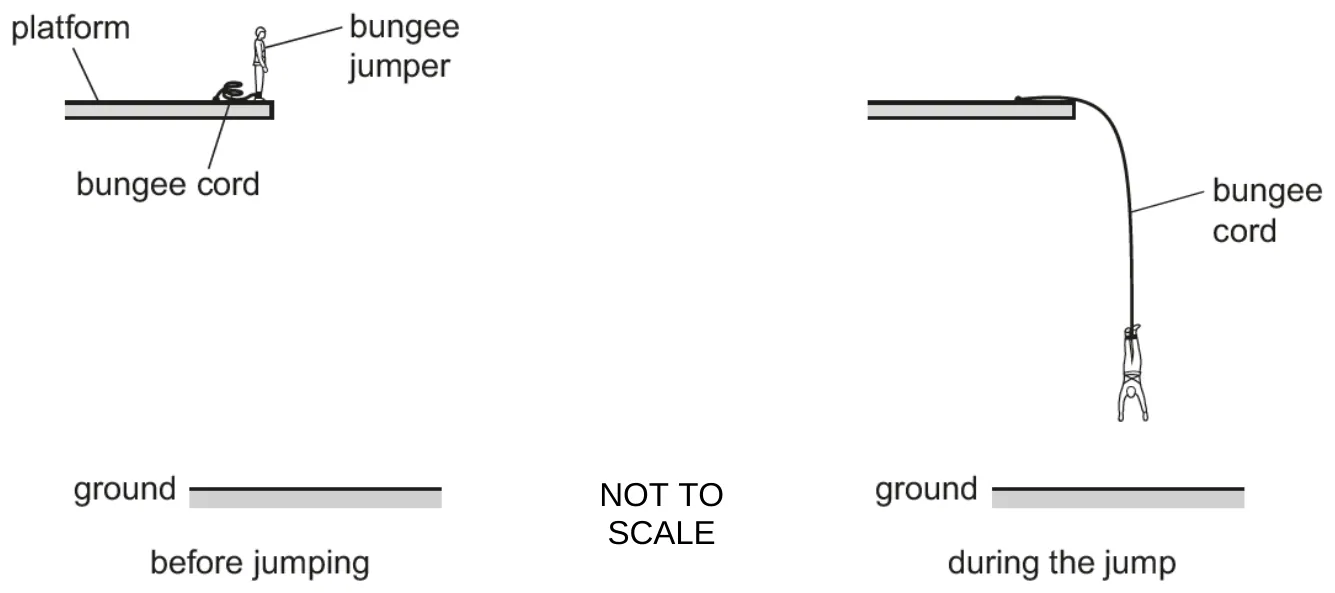 platform
bungee
jumper
bungee cord
ground
before jumping
NOT TO
SCALE
bungee
cord
ground
during the jump